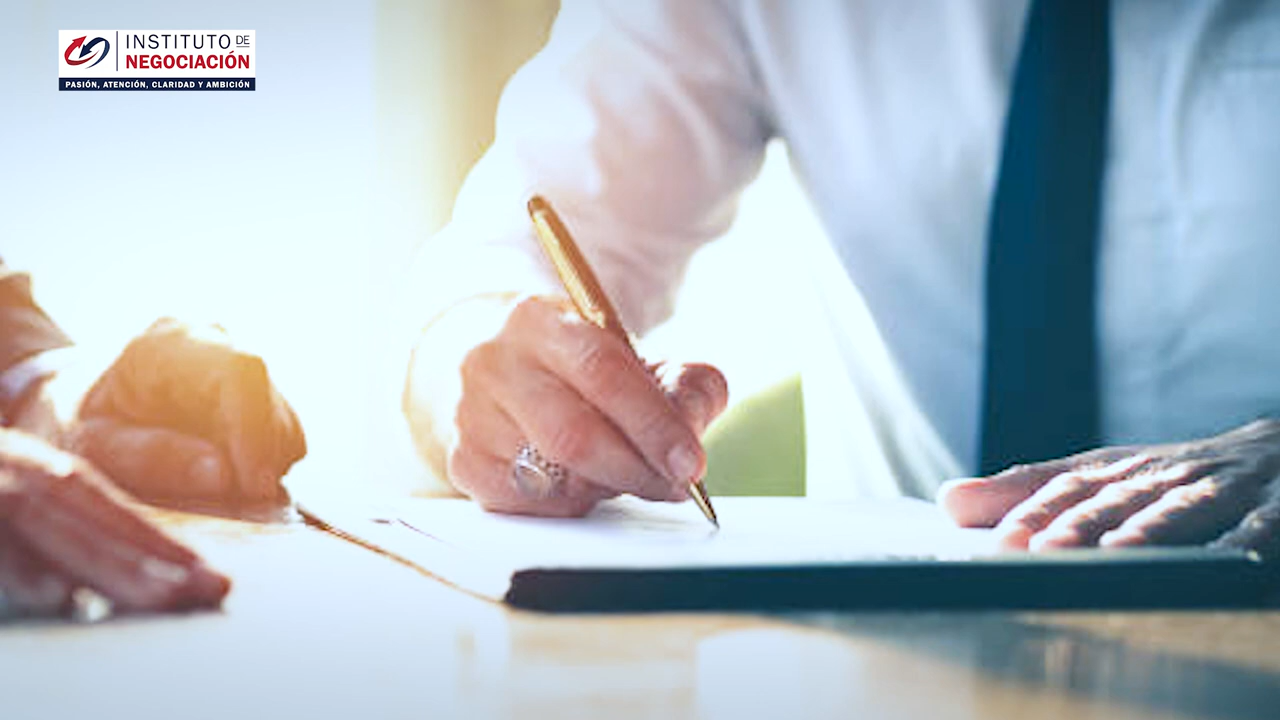 INSTITUTO DE
NEGOCIACIÓN
PASIÓN, ATENCIÓN, CLARIDAD Y AMBICIÓN